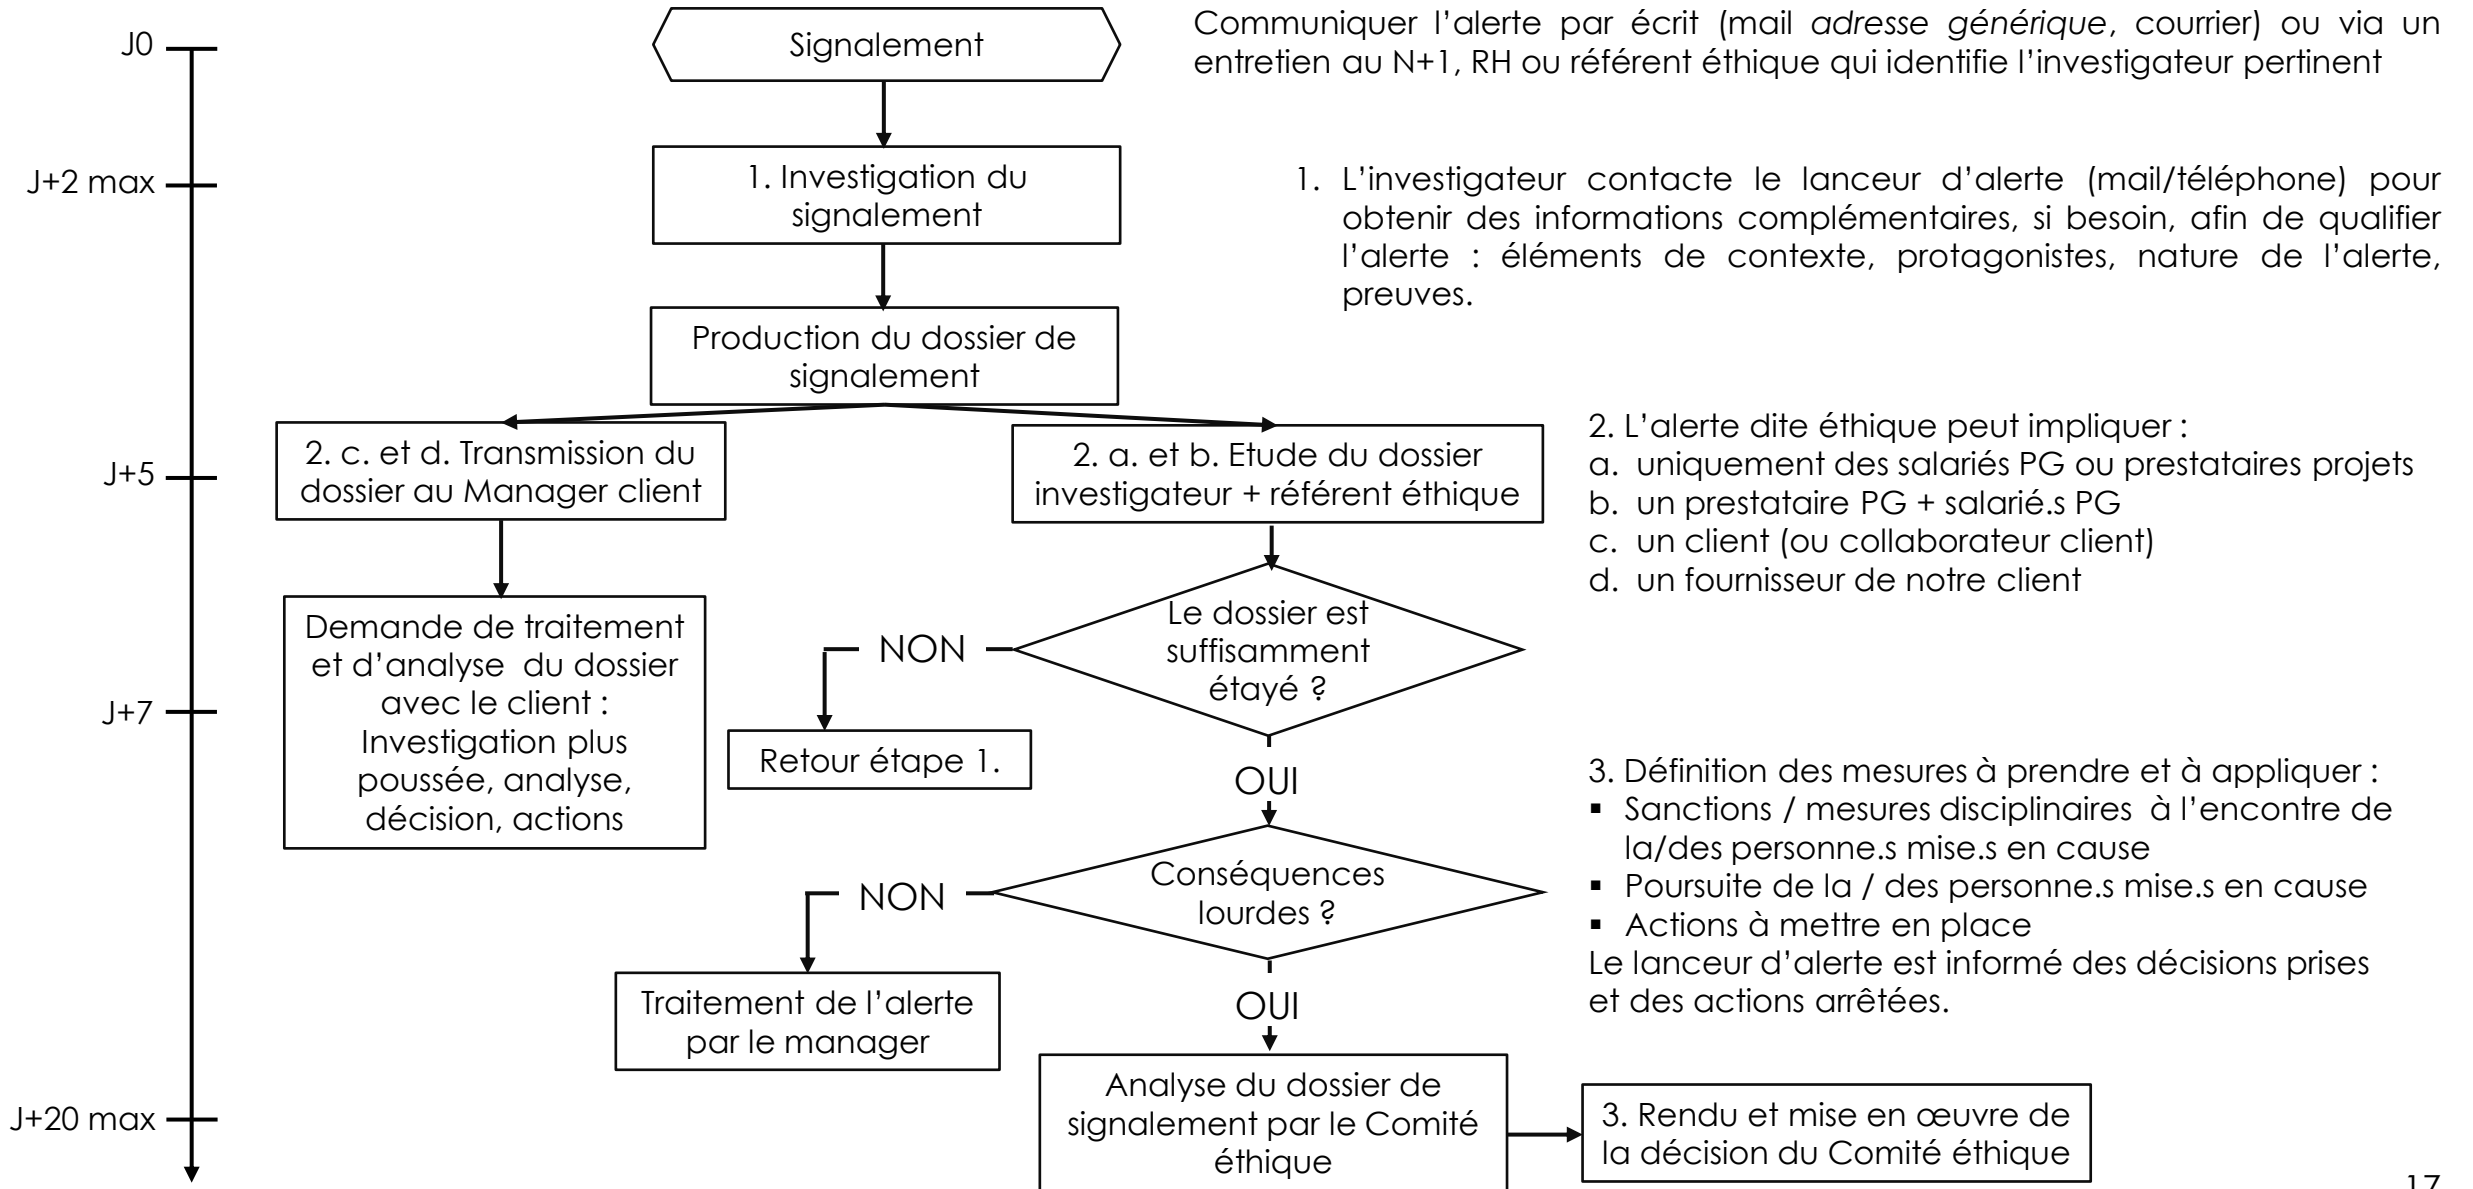 J0
Signalement
Communiquer l’alerte par écrit (mail adresse générique, courrier) ou via un
entretien au N+1, RH ou référent éthique qui identifie l’investigateur pertinent
J+2 max
1. Investigation du
signalement
1. L’investigateur contacte le lanceur d’alerte (mail/téléphone) pour
obtenir des informations complémentaires, si besoin, afin de qualifier
l’alerte : éléments de contexte, protagonistes, nature de l’alerte,
preuves.
Production du dossier de
signalement
J+5
2. c. et d. Transmission du
dossier au Manager client
2. a. et b. Etude du dossier
investigateur + référent éthique
2. L’alerte dite éthique peut impliquer :
a. uniquement des salariés PG ou prestataires projets
b. un prestataire PG + salarié.s PG
c. un client (ou collaborateur client)
d. un fournisseur de notre client
Demande de traitement
et d’analyse du dossier
avec le client :
Investigation plus
poussée, analyse,
décision, actions
Le dossier est
suffisamment
étayé ?
NON
J+7
Retour étape 1.
OUI
3. Définition des mesures à prendre et à appliquer :
▪ Sanctions / mesures disciplinaires à l’encontre de
la/des personne.s mise.s en cause
▪ Poursuite de la / des personne.s mise.s en cause
▪ Actions à mettre en place
Le lanceur d’alerte est informé des décisions prises
et des actions arrêtées.
Conséquences
lourdes ?
NON
Traitement de l’alerte
par le manager
OUI
J+20 max
Analyse du dossier de
signalement par le Comité
éthique
3. Rendu et mise en œuvre de
la décision du Comité éthique
17